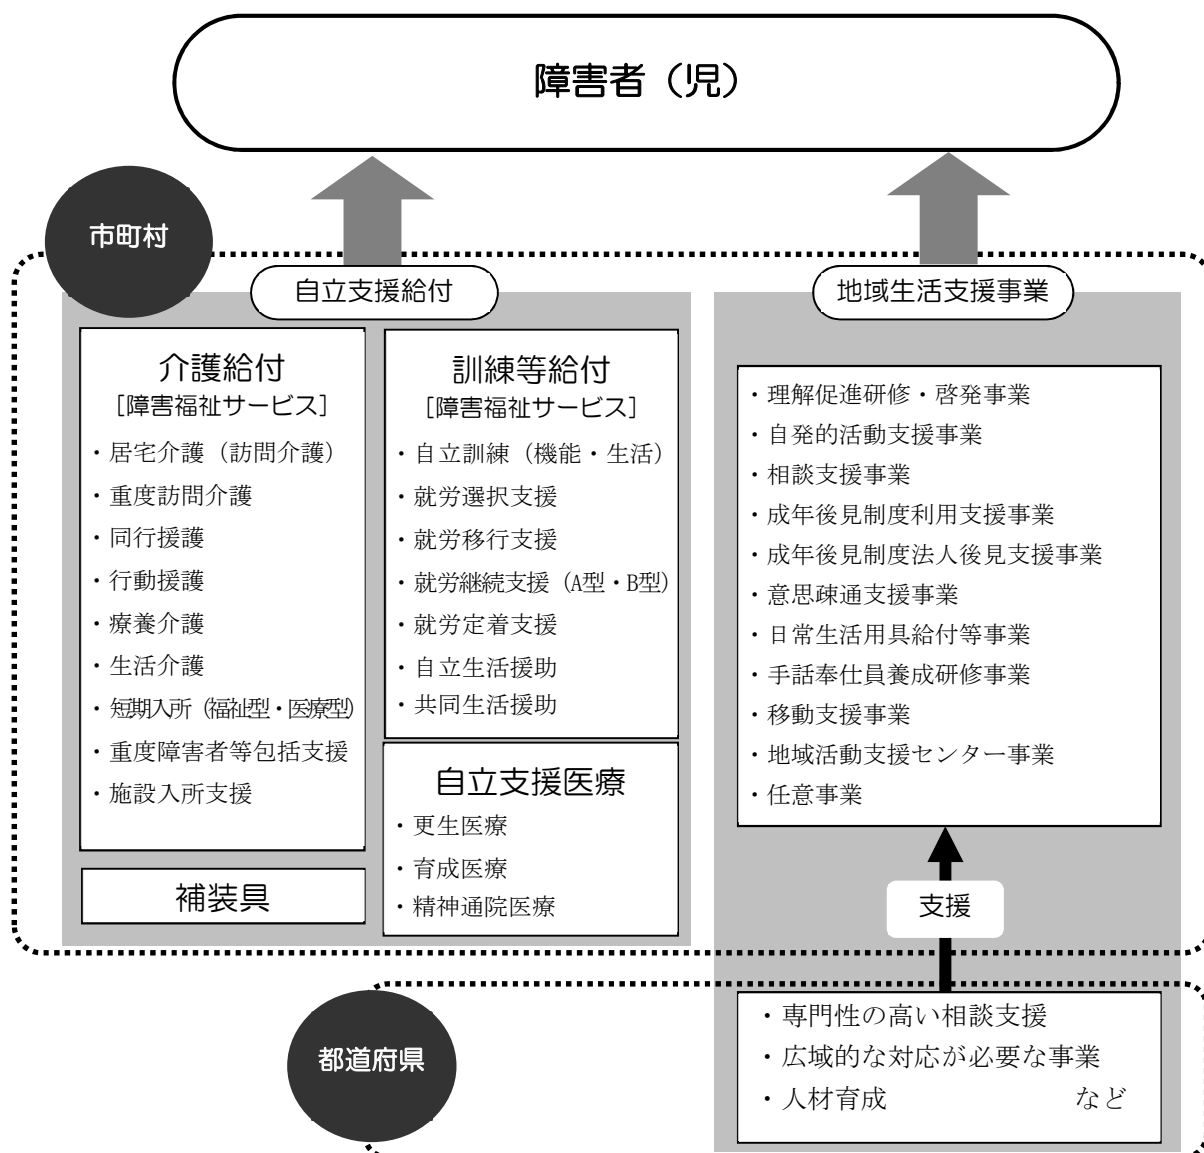 障害者（児）
市町村
自立支援給付
介護給付
［障害福祉サービス］
・居宅介護（訪問介護）
・重度訪問介護
・同行援護
・行動援護
・療養介護
・生活介護
・短期入所（福祉型・医療型）
・重度障害者等包括支援
・施設入所支援
補装具
訓練等給付
［障害福祉サービス］
・自立訓練（機能・生活）
・就労選択支援
・就労移行支援
・就労継続支援（A型・B型）
・就労定着支援
・自立生活援助
・共同生活援助
自立支援医療
・更生医療
・育成医療
・精神通院医療
地域生活支援事業
・理解促進研修・啓発事業
・自発的活動支援事業
・相談支援事業
・成年後見制度利用支援事業
・成年後見制度法人後見支援事業
・意思疎通支援事業
・日常生活用具給付等事業
・手話奉仕員養成研修事業
・移動支援事業
・地域活動支援センター事業
・任意事業
支援
都道府県
・専門性の高い相談支援
・広域的な対応が必要な事業
・人材育成　　　　　　　など